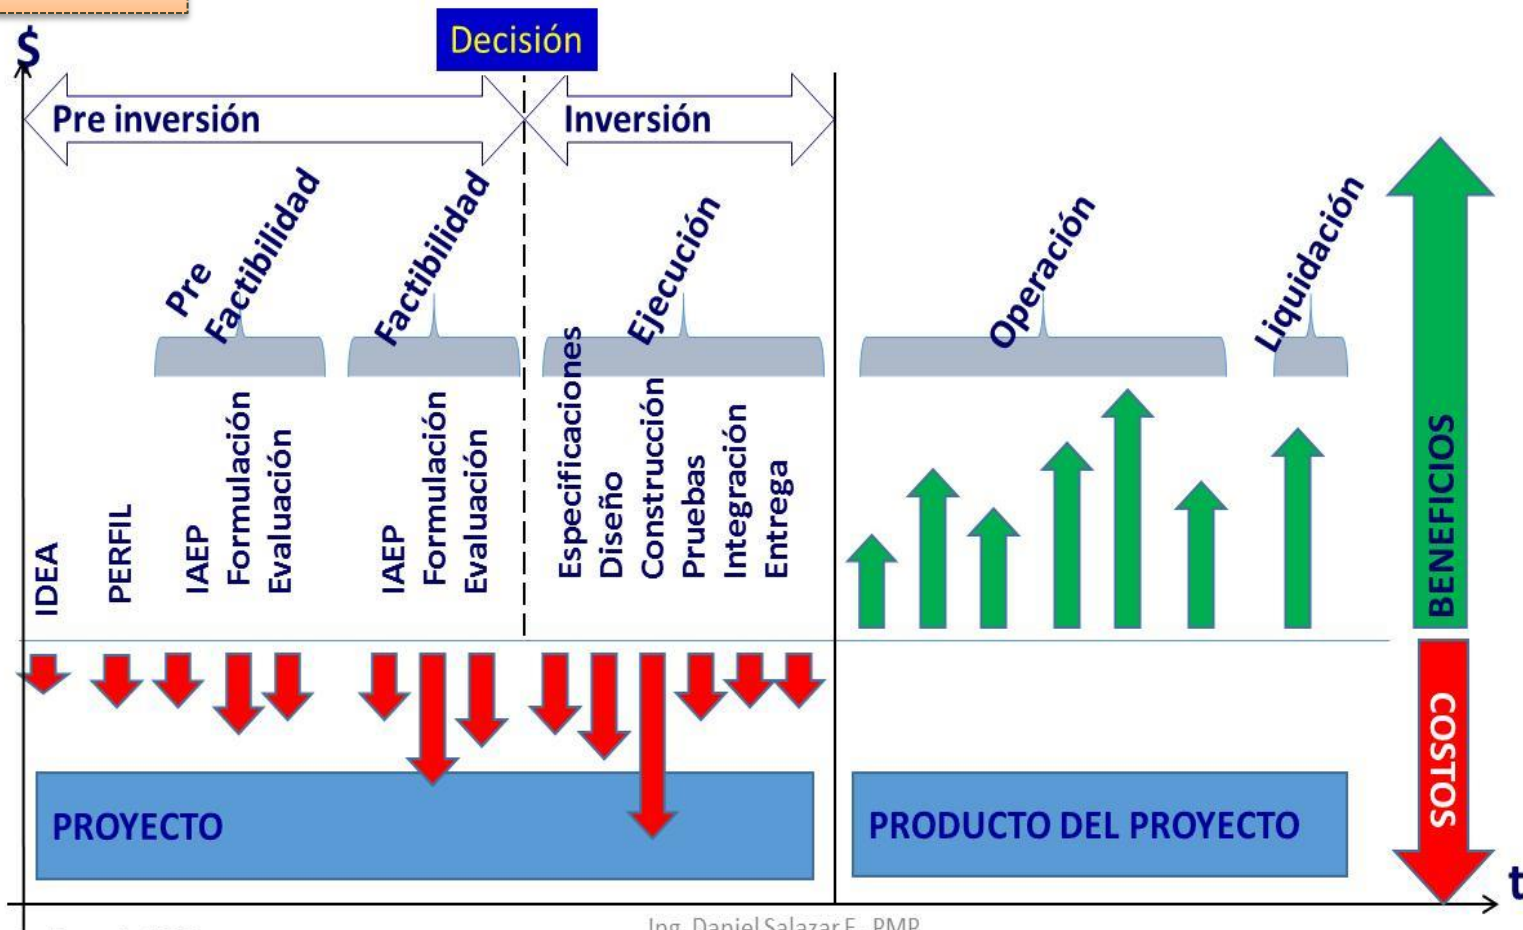 $
Decisión
Pre inversión
Inversión
Pre
Factibilidad
Factibilidad
Ejecución
Operación
Liquidación
IDEA
PERFIL
IAEP
Formulación
Evaluación
IAEP
Formulación
Evaluación
Especificaciones
Diseño
Construcción
Pruebas
Integración
Entrega
BENEFICIOS
COSTOS
PROYECTO
PRODUCTO DEL PROYECTO
t
Ing. Daniel Salazar F., PMP